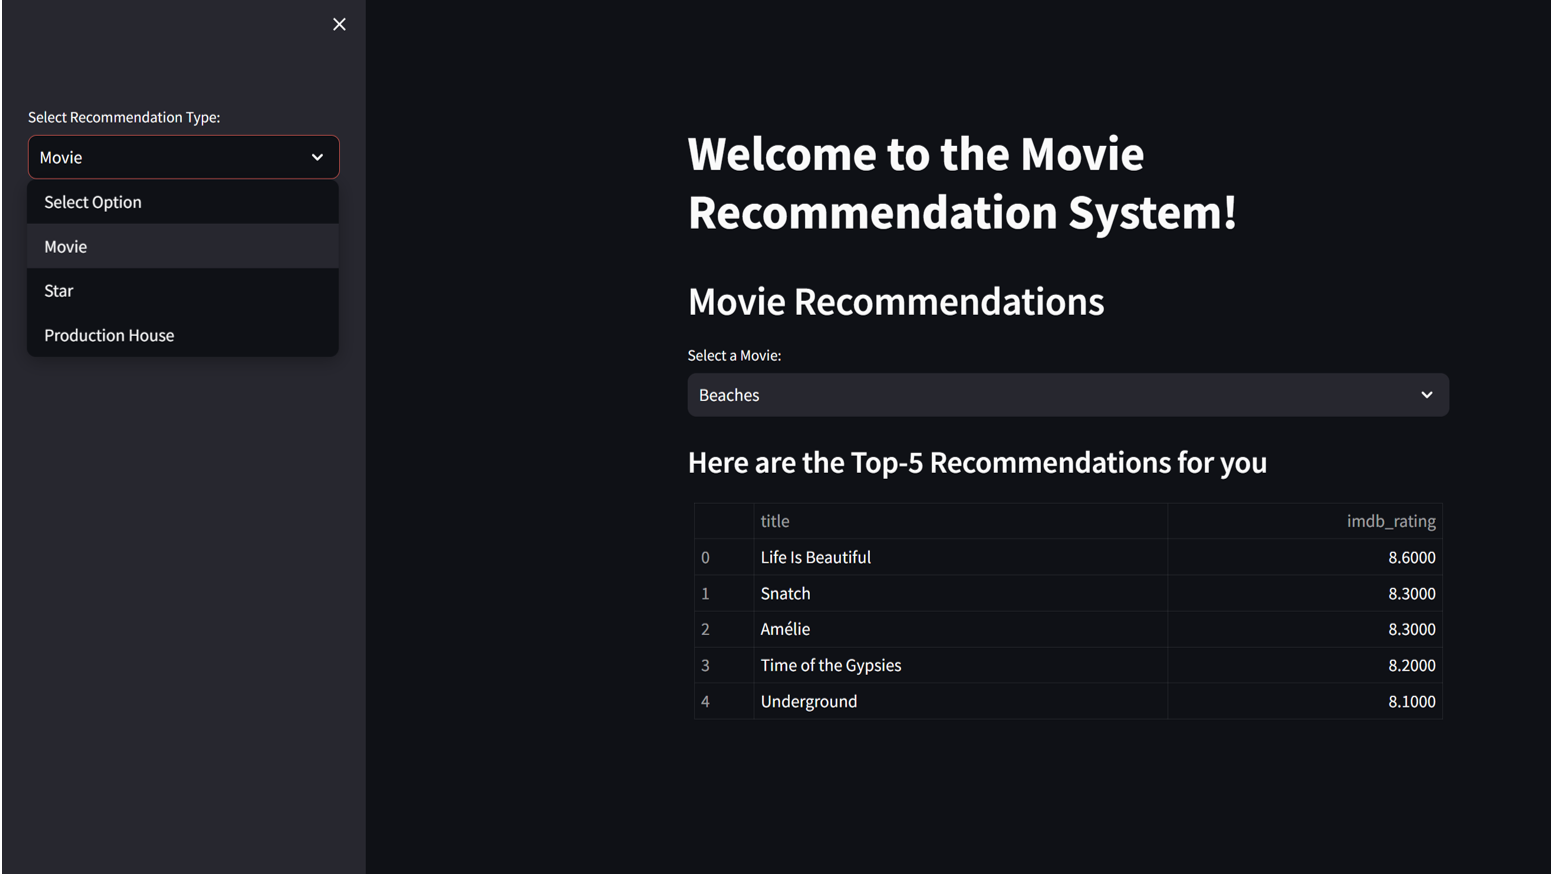 Select Recommendation Type:
Movie
Select Option
Movie
Star
Production House
Welcome to the Movie
Recommendation System!
Movie Recommendations
Select a Movie:
Beaches
Here are the Top-5 Recommendations for you
title imdb_rating
0 Life Is Beautiful 8.6000
1 Snatch 8.3000
2 Amélie 8.3000
3 Time of the Gypsies 8.2000
4 Underground 8.1000